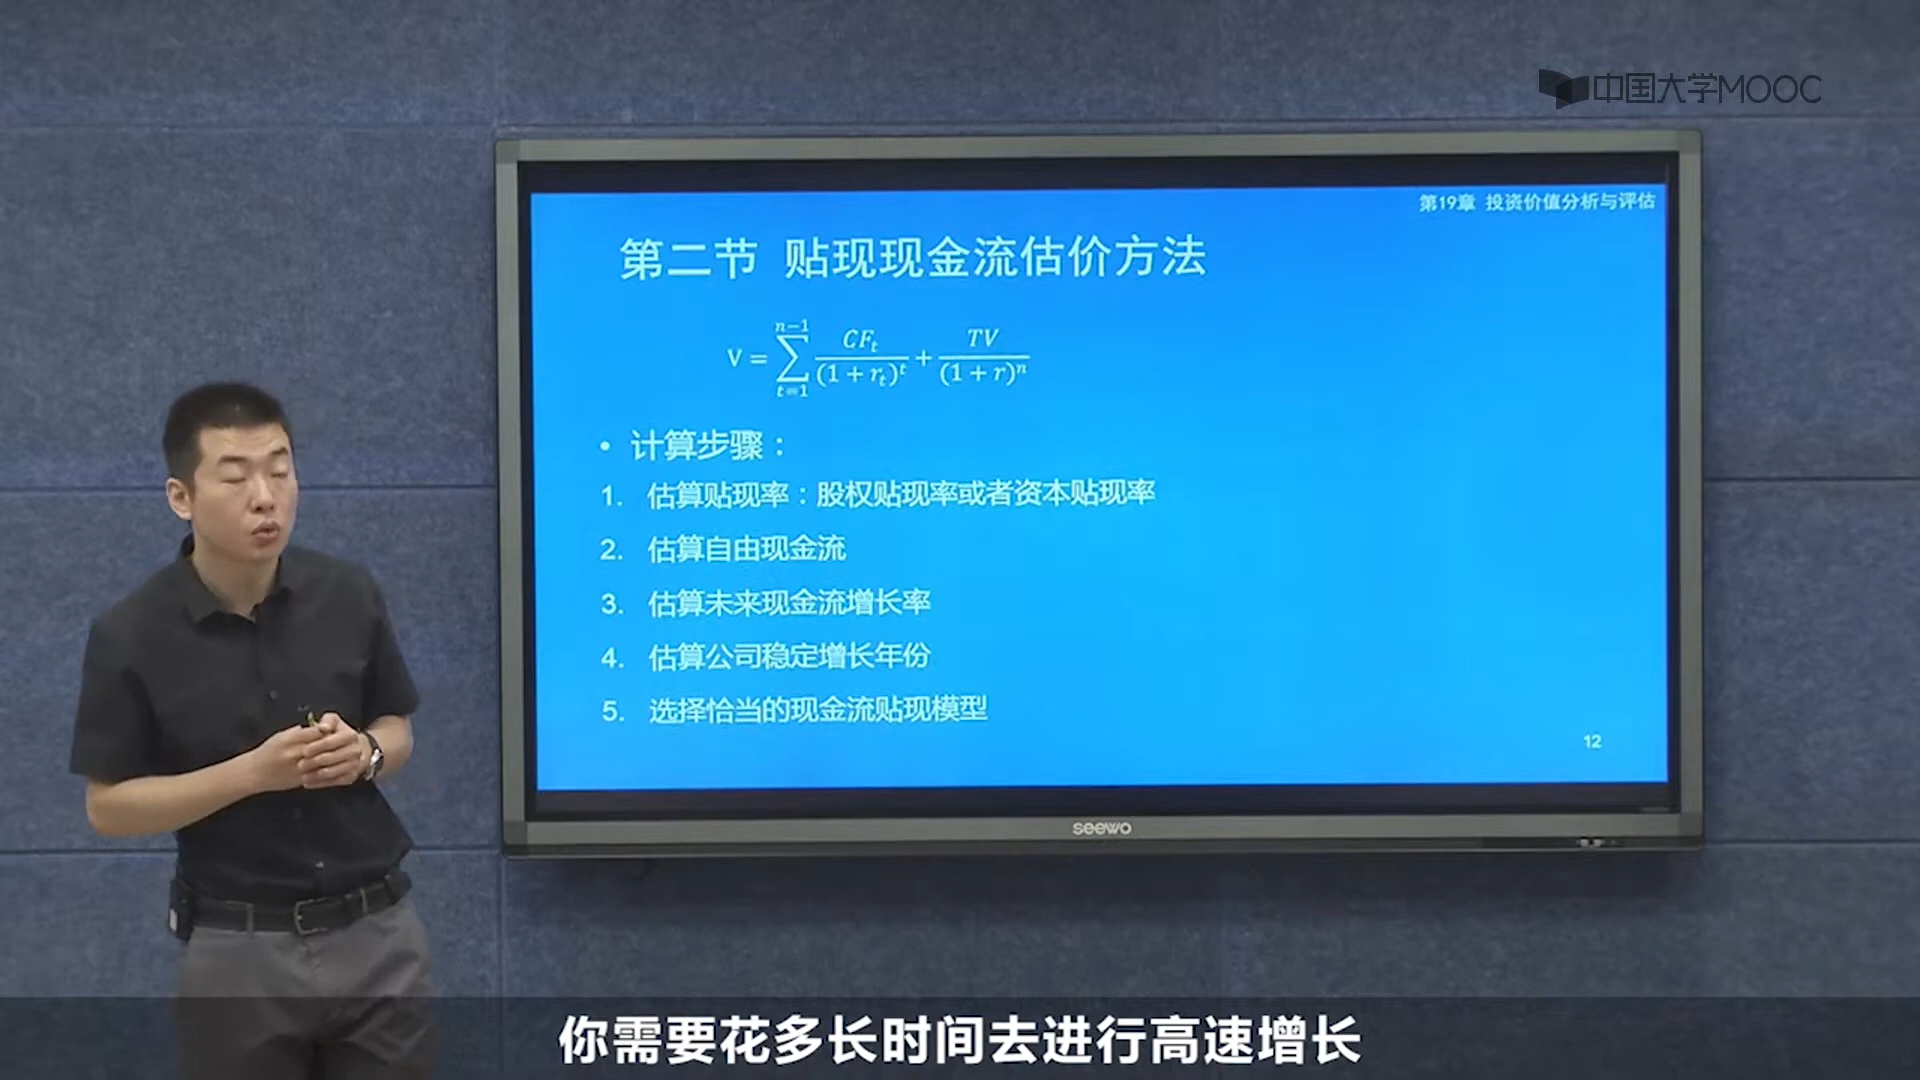 中国大学MOOC
第19章 投资价值分析与评估
第二节 贴现现金流估价方法
V = \sum_{t=1}^{n-1} \frac{CF_t}{(1+r_t)^t} + \frac{TV}{(1+r)^n}
• 计算步骤：
1. 估算贴现率：股权贴现率或者资本贴现率
2. 估算自由现金流
3. 估算未来现金流增长率
4. 估算公司稳定增长年份
5. 选择恰当的现金流贴现模型
12
seewo
你需要花多长时间去进行高速增长